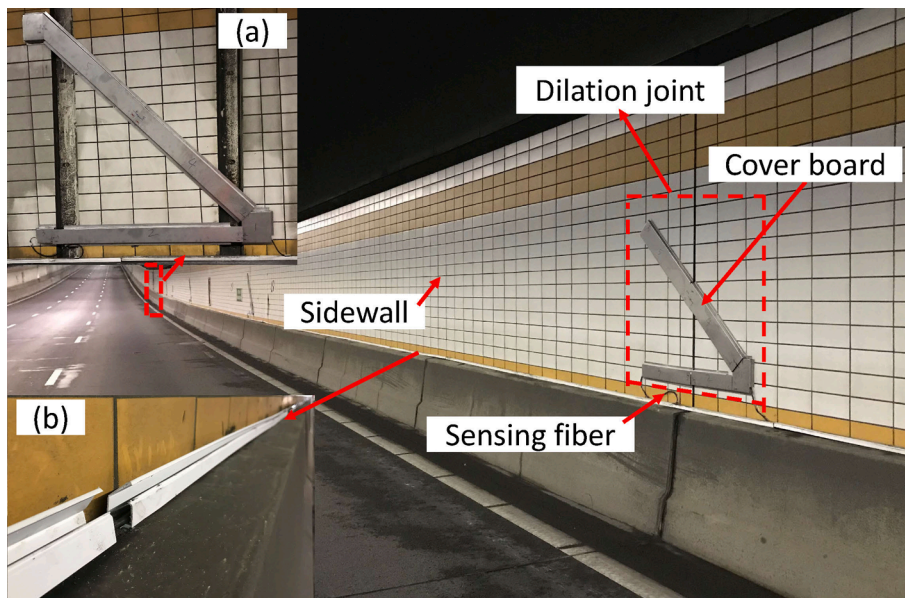 (a)
Dilation joint
Cover board
Sidewall
(b)
Sensing fiber